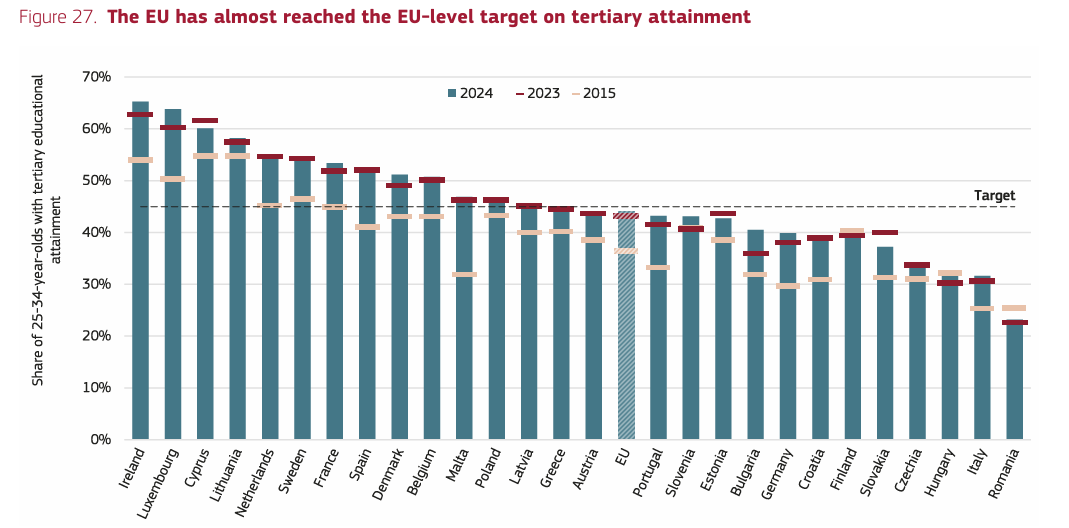 Figure 27. The EU has almost reached the EU-level target on tertiary attainment
Share of 25-34-year-olds with tertiary educational
attainment
70%
60%
50%
40%
30%
20%
10%
0%
2024
2023
2015
Target
Ireland
Luxembourg
Cyprus
Lithuania
Netherlands
Sweden
France
Spain
Denmark
Belgium
Malta
Poland
Latvia
Greece
Austria
EU
Portugal
Slovenia
Estonia
Bulgaria
Germany
Croatia
Finland
Slovakia
Czechia
Hungary
Italy
Romania